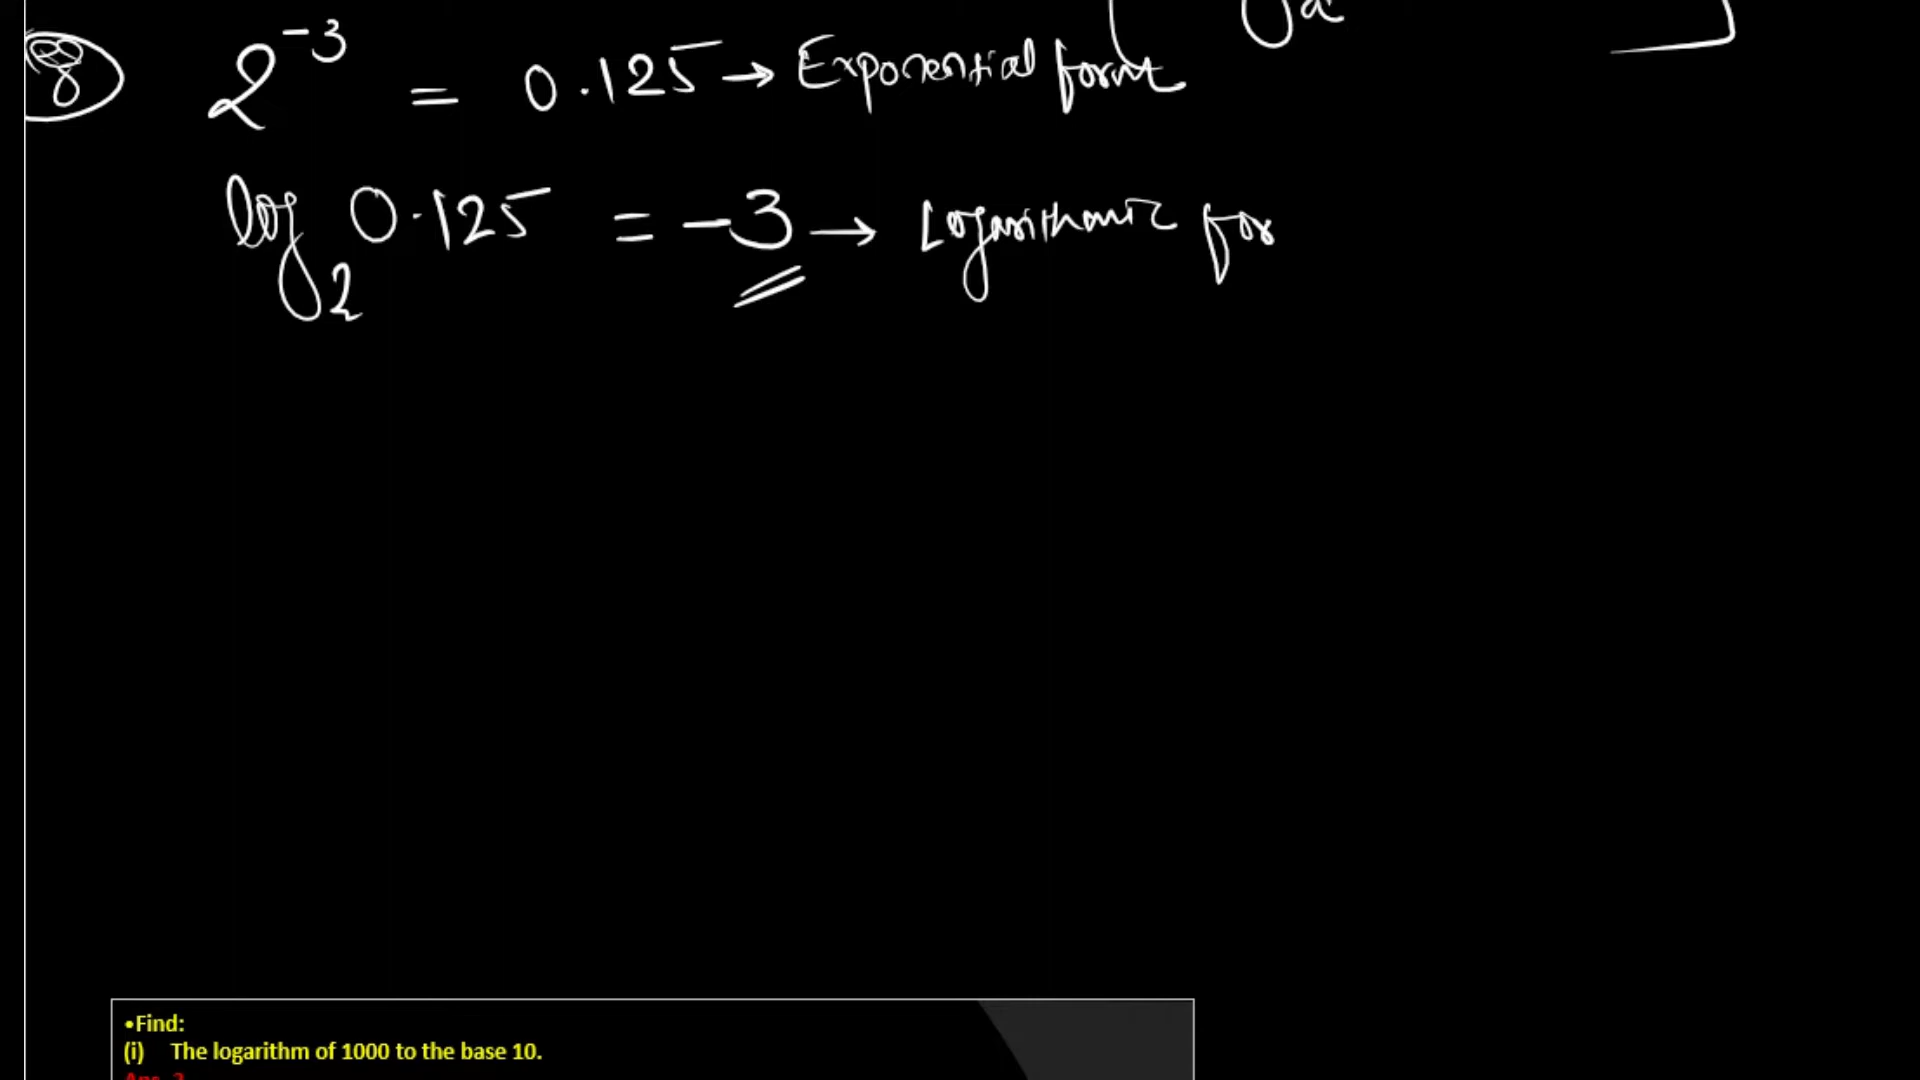 a
8 2^-3 = 0.125 → Exponential form
log_2 0.125 = -3 → Logarithmic for
•Find:
(i) The logarithm of 1000 to the base 10.